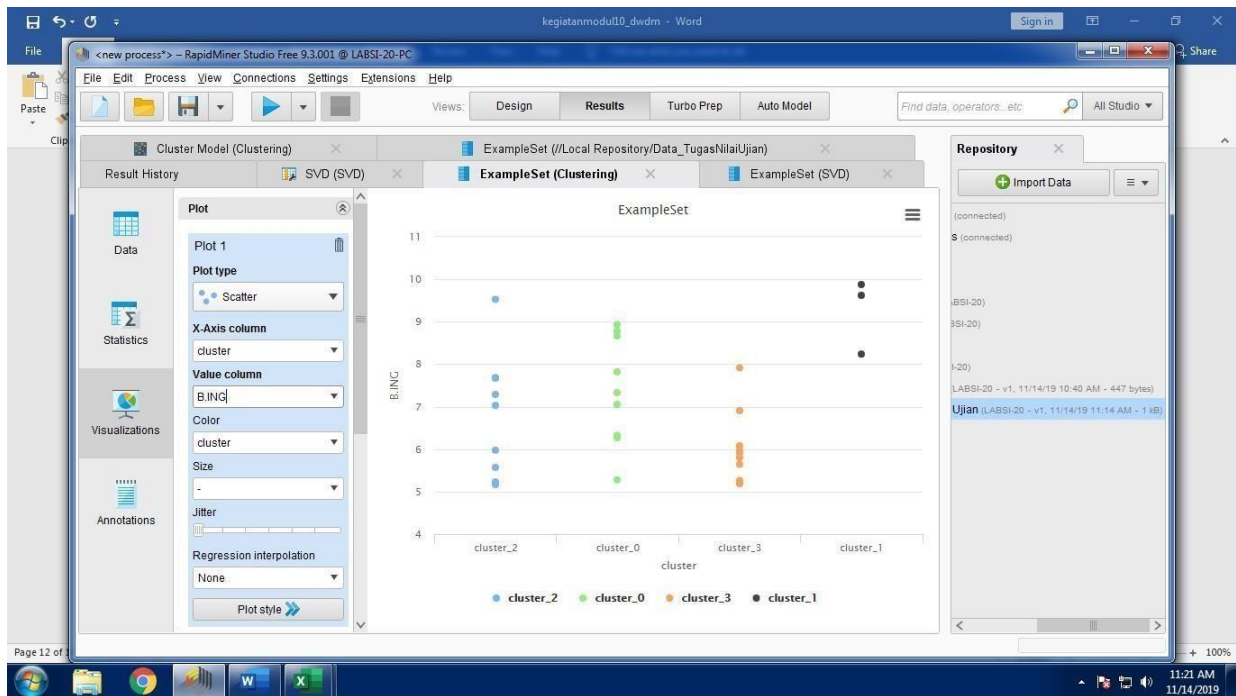 kegiatanmodul10_dwdm - Word
Sign in
File
Share
Paste
Clip
<new process*> – RapidMiner Studio Free 9.3.001 @ LABSI-20-PC
File Edit Process View Connections Settings Extensions Help
Views:
Design
Results
Turbo Prep
Auto Model
Find data, operators...etc
All Studio
Cluster Model (Clustering)
ExampleSet (//Local Repository/Data_TugasNilaiUjian)
Result History
SVD (SVD)
ExampleSet (Clustering)
ExampleSet (SVD)
Data
Statistics
Visualizations
Annotations
Plot
Plot 1
Plot type
Scatter
X-Axis column
cluster
Value column
B.ING
Color
cluster
Size
-
Jitter
Regression interpolation
None
Plot style
ExampleSet
11
10
9
8
7
6
5
4
B.ING
cluster_2
cluster_0
cluster_3
cluster_1
cluster
cluster_2
cluster_0
cluster_3
cluster_1
Repository
Import Data
(connected)
S (connected)
BSI-20)
BSI-20)
I-20)
LABSI-20 - v1, 11/14/19 10:40 AM - 447 bytes)
Ujian (LABSI-20 - v1, 11/14/19 11:14 AM - 1 kB)
Page 12 of 1
100%
11:21 AM
11/14/2019